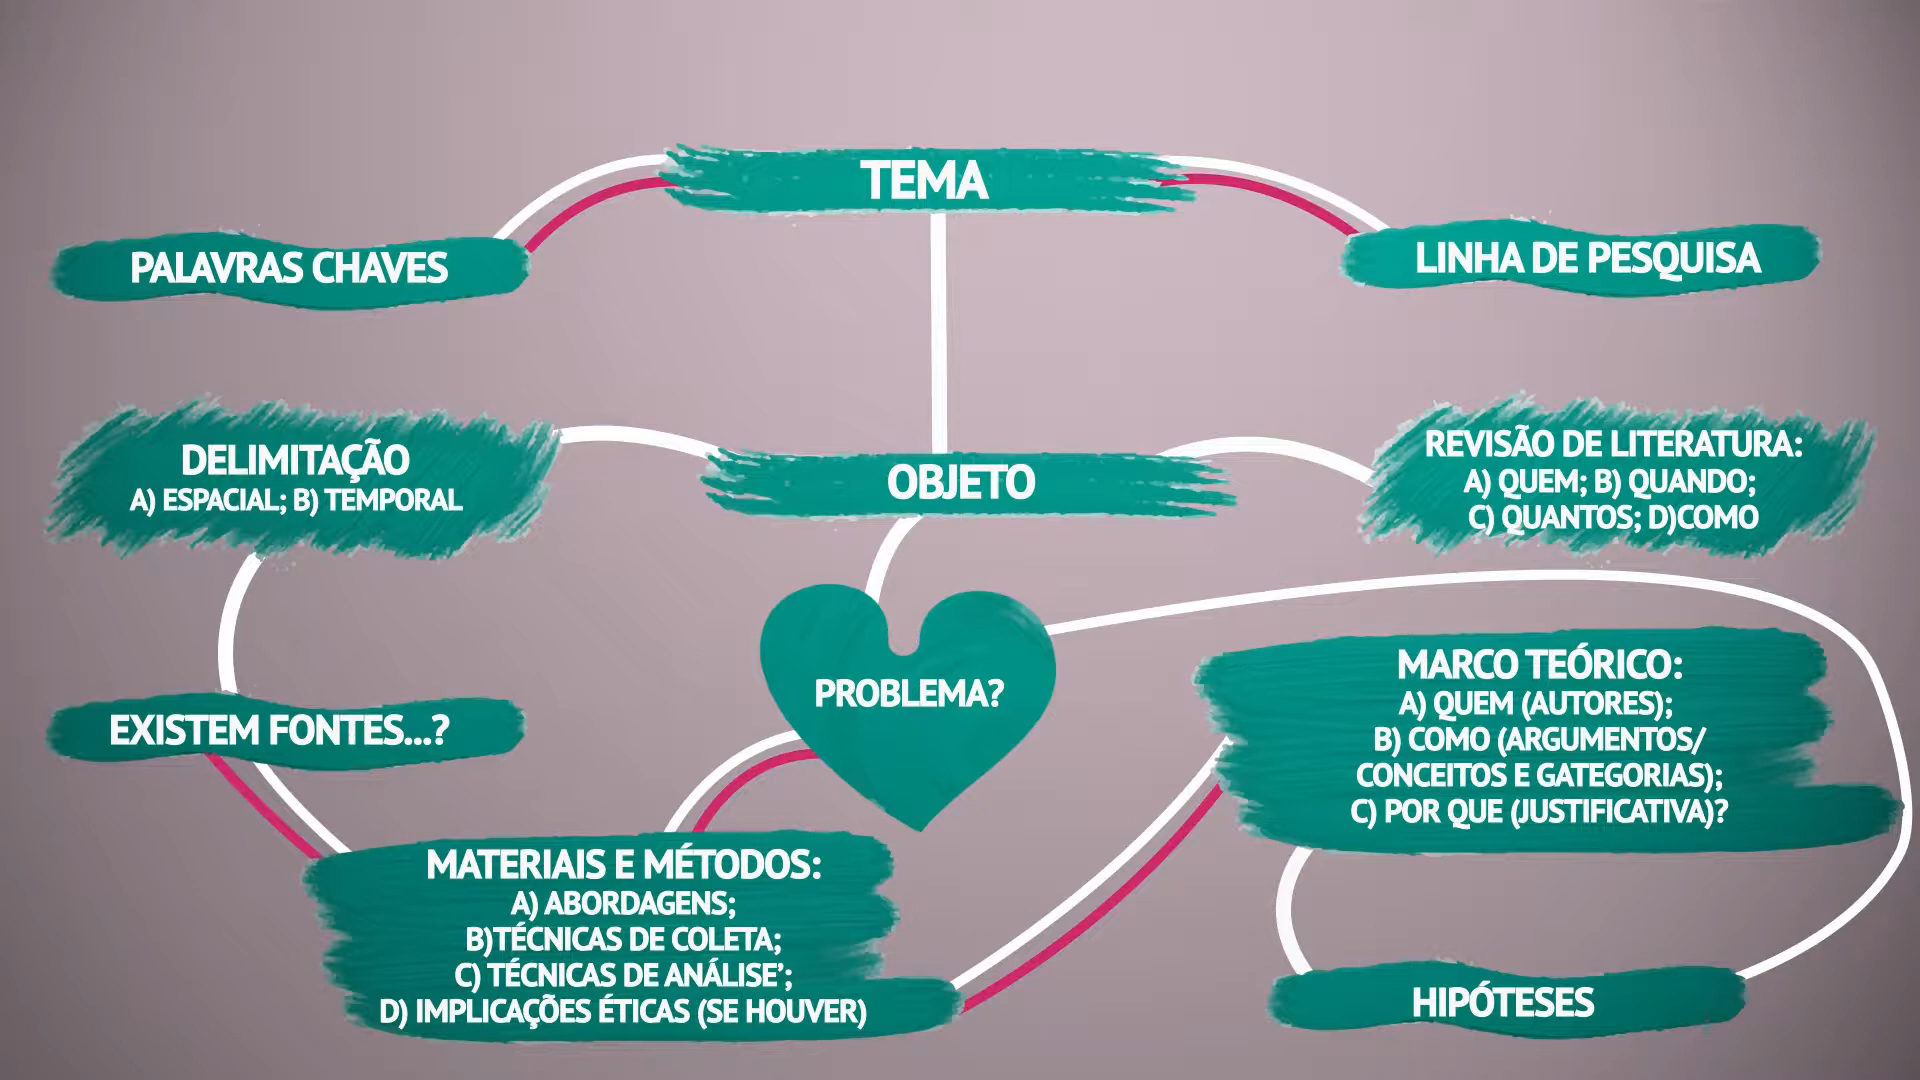 TEMA
PALAVRAS CHAVES
LINHA DE PESQUISA
DELIMITAÇÃO
A) ESPACIAL; B) TEMPORAL
OBJETO
REVISÃO DE LITERATURA:
A) QUEM; B) QUANDO;
C) QUANTOS; D)COMO
PROBLEMA?
EXISTEM FONTES...?
MARCO TEÓRICO:
A) QUEM (AUTORES);
B) COMO (ARGUMENTOS/
CONCEITOS E GATEGORIAS);
C) POR QUE (JUSTIFICATIVA)?
MATERIAIS E MÉTODOS:
A) ABORDAGENS;
B)TÉCNICAS DE COLETA;
C) TÉCNICAS DE ANÁLISE’;
D) IMPLICAÇÕES ÉTICAS (SE HOUVER)
HIPÓTESES